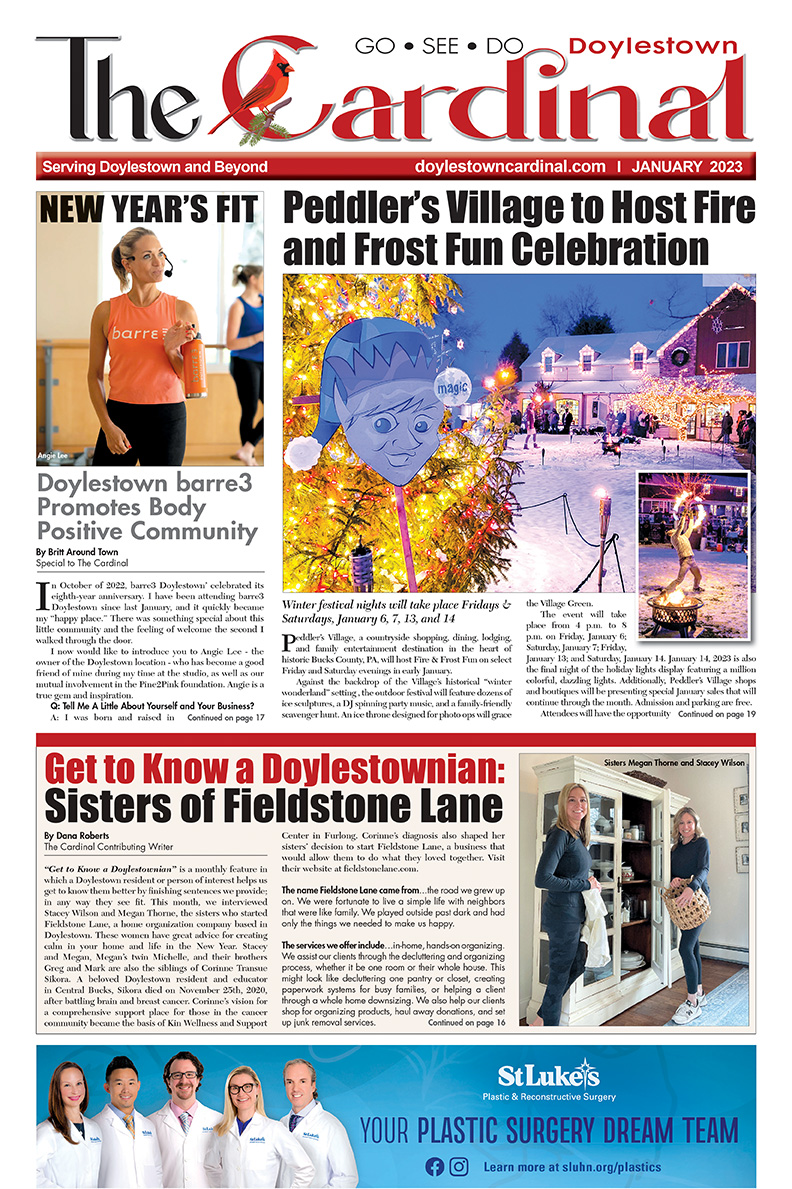 GO • SEE • DO
Doylestown
The Cardinal
Serving Doylestown and Beyond
doylestowncardinal.com I JANUARY 2023
NEW YEAR'S FIT
barre3
Angie Lee
Doylestown barre3
Promotes Body
Positive Community
By Britt Around Town
Special to The Cardinal
In October of 2022, barre3 Doylestown' celebrated its
eighth-year anniversary. I have been attending barre3
Doylestown since last January, and it quickly became
my "happy place." There was something special about this
little community and the feeling of welcome the second I
walked through the door.
I now would like to introduce you to Angie Lee - the
owner of the Doylestown location - who has become a good
friend of mine during my time at the studio, as well as our
mutual involvement in the Pine2Pink foundation. Angie is a
true gem and inspiration.
Q: Tell Me A Little About Yourself and Your Business?
A: I was born and raised in Continued on page 17
Peddler's Village to Host Fire
and Frost Fun Celebration
magic
Winter festival nights will take place Fridays &
Saturdays, January 6, 7, 13, and 14
Peddler's Village, a countryside shopping, dining, lodging,
and family entertainment destination in the heart of
historic Bucks County, PA, will host Fire & Frost Fun on select
Friday and Saturday evenings in early January.
Against the backdrop of the Village's historical "winter
wonderland" setting , the outdoor festival will feature dozens of
ice sculptures, a DJ spinning party music, and a family-friendly
scavenger hunt. An ice throne designed for photo ops will grace
the Village Green.
The event will take
place from 4 p.m. to 8
p.m. on Friday, January 6;
Saturday, January 7; Friday,
January 13; and Saturday, January 14. January 14, 2023 is also
the final night of the holiday lights display featuring a million
colorful, dazzling lights. Additionally, Peddler's Village shops
and boutiques will be presenting special January sales that will
continue through the month. Admission and parking are free.
Attendees will have the opportunity Continued on page 19
Get to Know a Doylestownian:
Sisters of Fieldstone Lane
By Dana Roberts
The Cardinal Contributing Writer
"Get to Know a Doylestownian" is a monthly feature in
which a Doylestown resident or person of interest helps us
get to know them better by finishing sentences we provide;
in any way they see fit. This month, we interviewed
Stacey Wilson and Megan Thorne, the sisters who started
Fieldstone Lane, a home organization company based in
Doylestown. These women have great advice for creating
calm in your home and life in the New Year. Stacey
and Megan, Megan's twin Michelle, and their brothers
Greg and Mark are also the siblings of Corinne Transue
Sikora. A beloved Doylestown resident and educator
in Central Bucks, Sikora died on November 25th, 2020,
after battling brain and breast cancer. Corinne's vision for
a comprehensive support place for those in the cancer
community became the basis of Kin Wellness and Support
Center in Furlong. Corinne's diagnosis also shaped her
sisters' decision to start Fieldstone Lane, a business that
would allow them to do what they loved together. Visit
their website at fieldstonelane.com.
The name Fieldstone Lane came from...the road we grew up
on. We were fortunate to live a simple life with neighbors
that were like family. We played outside past dark and had
only the things we needed to make us happy.
The services we offer include...in-home, hands-on organizing.
We assist our clients through the decluttering and organizing
process, whether it be one room or their whole house. This
might look like decluttering one pantry or closet, creating
paperwork systems for busy families, or helping a client
through a whole home downsizing. We also help our clients
shop for organizing products, haul away donations, and set
up junk removal services. Continued on page 16
Sisters Megan Thorne and Stacey Wilson
StLuke's
Plastic & Reconstructive Surgery
YOUR PLASTIC SURGERY DREAM TEAM
Learn more at sluhn.org/plastics